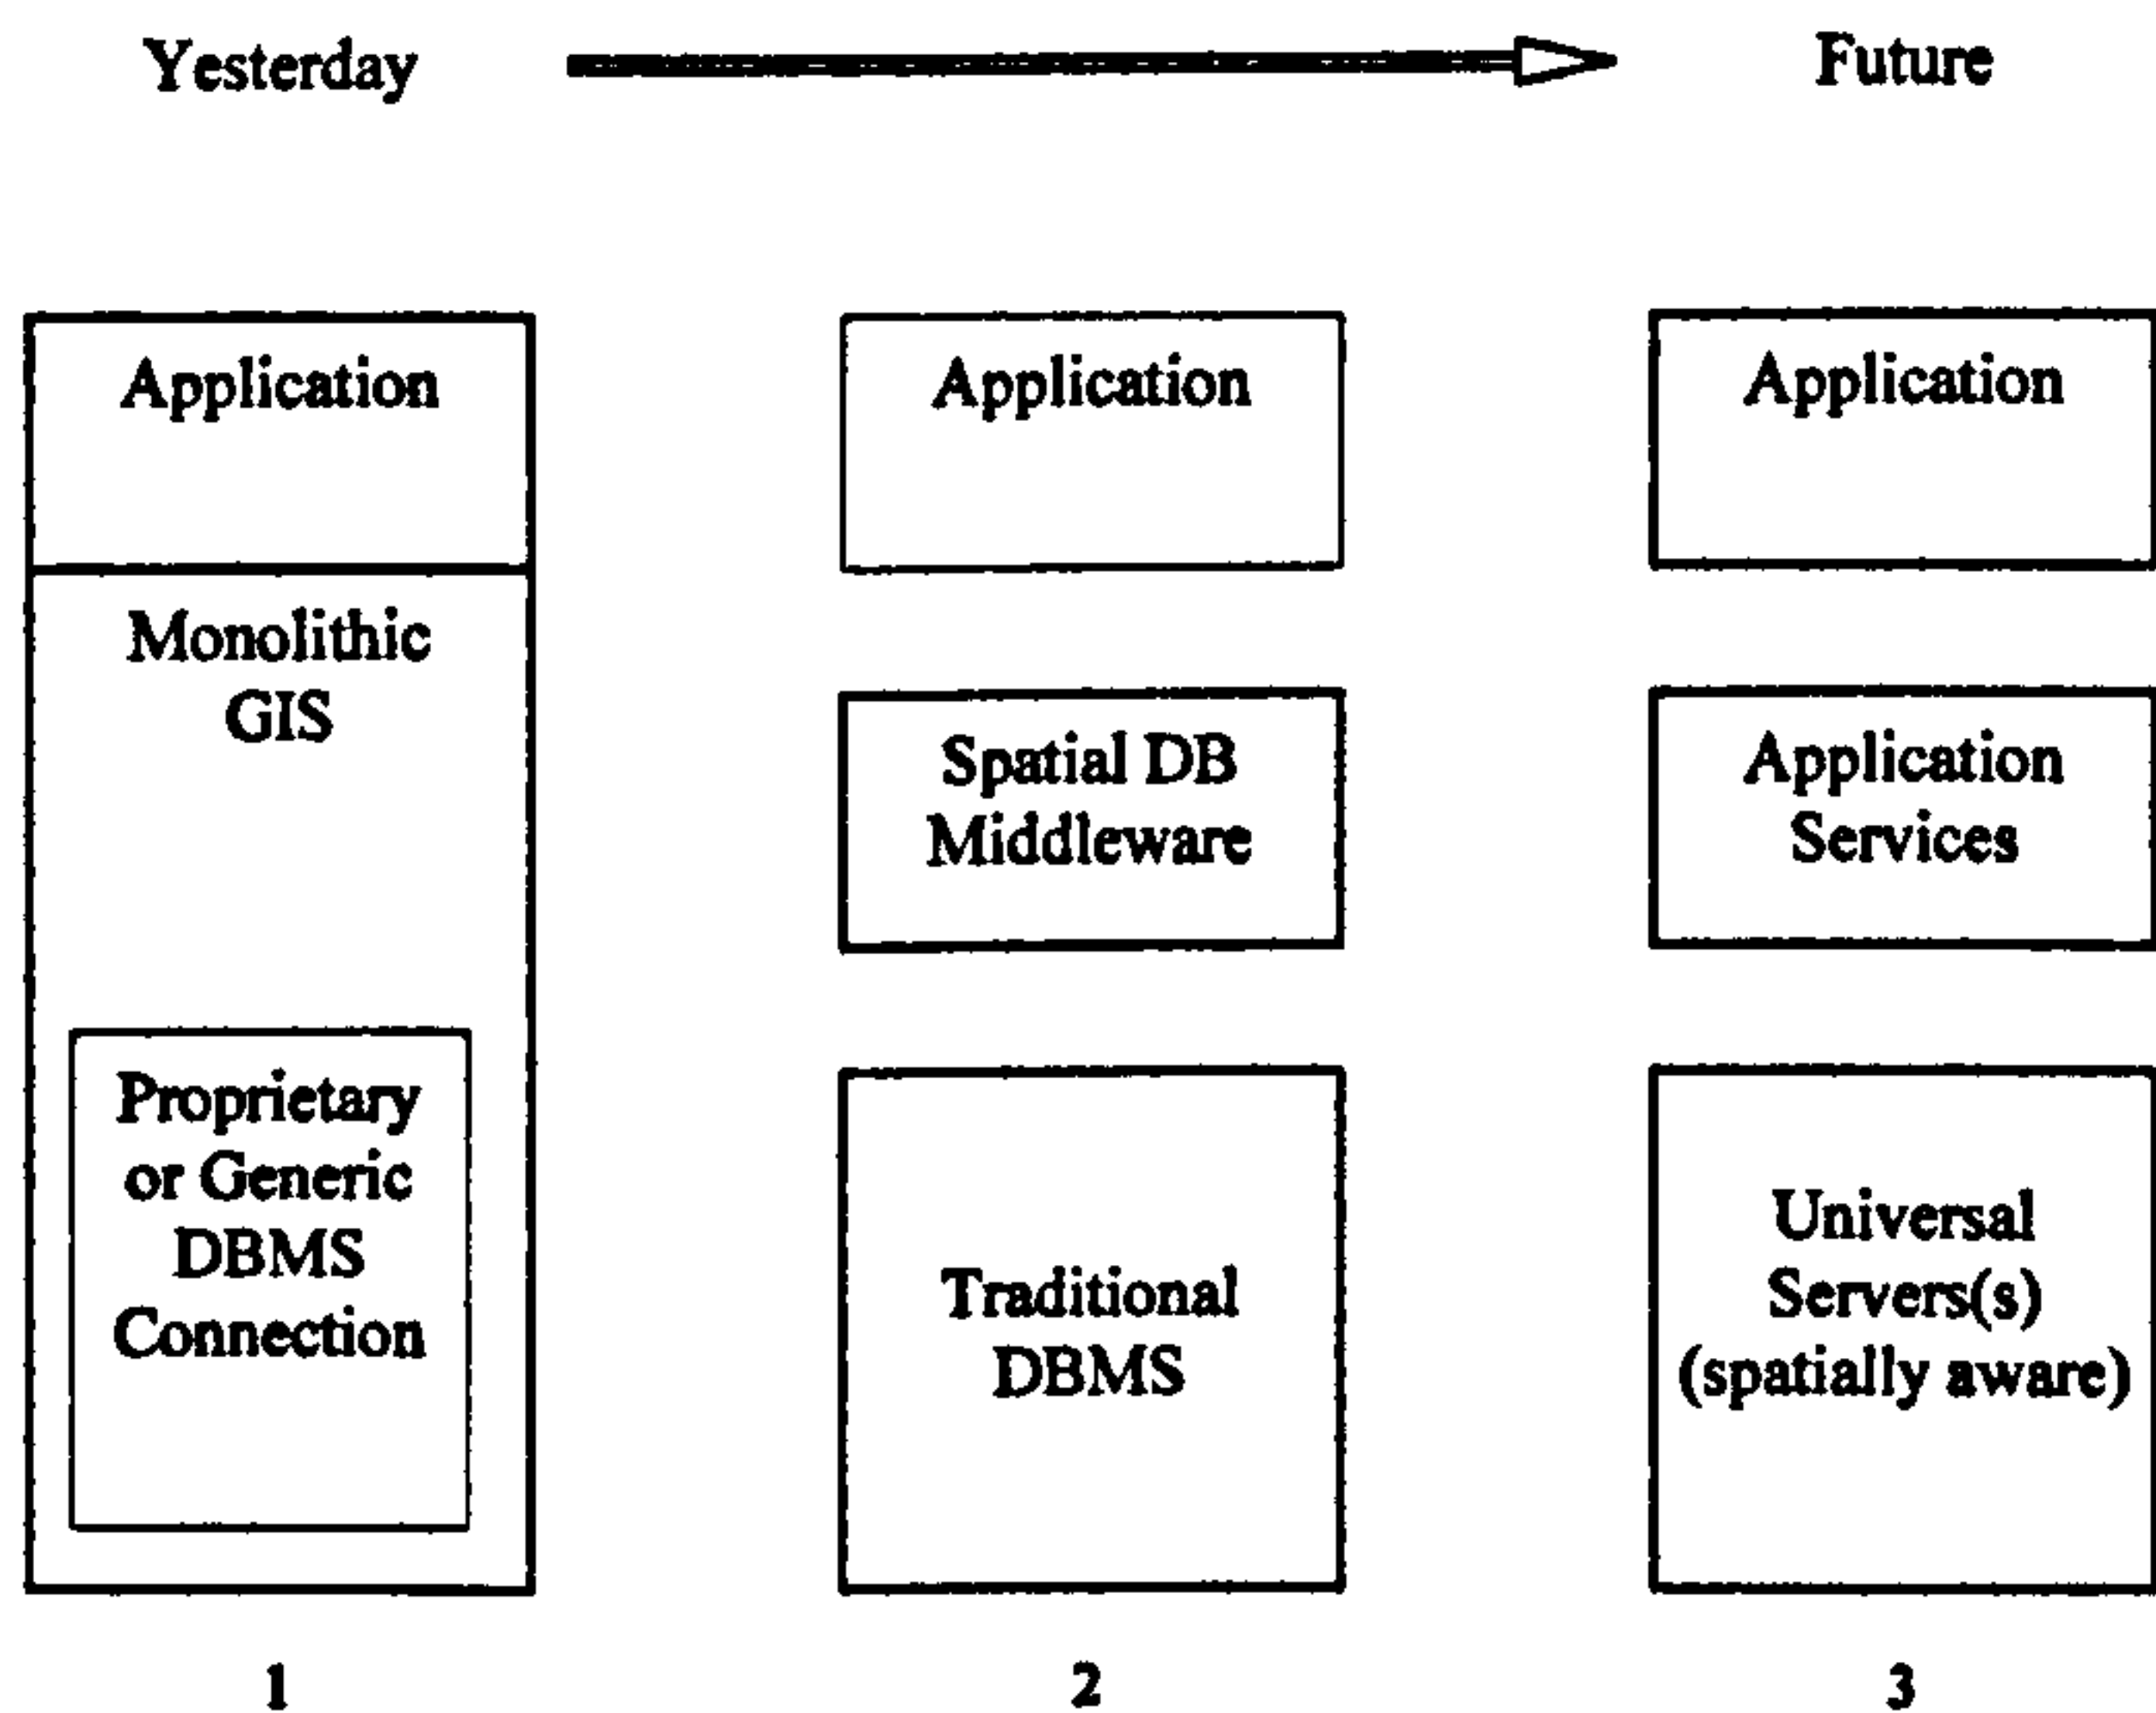 Yesterday
Future
Application
Monolithic
GIS
Proprietary
or Generic
DBMS
Connection
1
Application
Spatial DB
Middleware
Traditional
DBMS
2
Application
Application
Services
Universal
Servers(s)
(spatially aware)
3